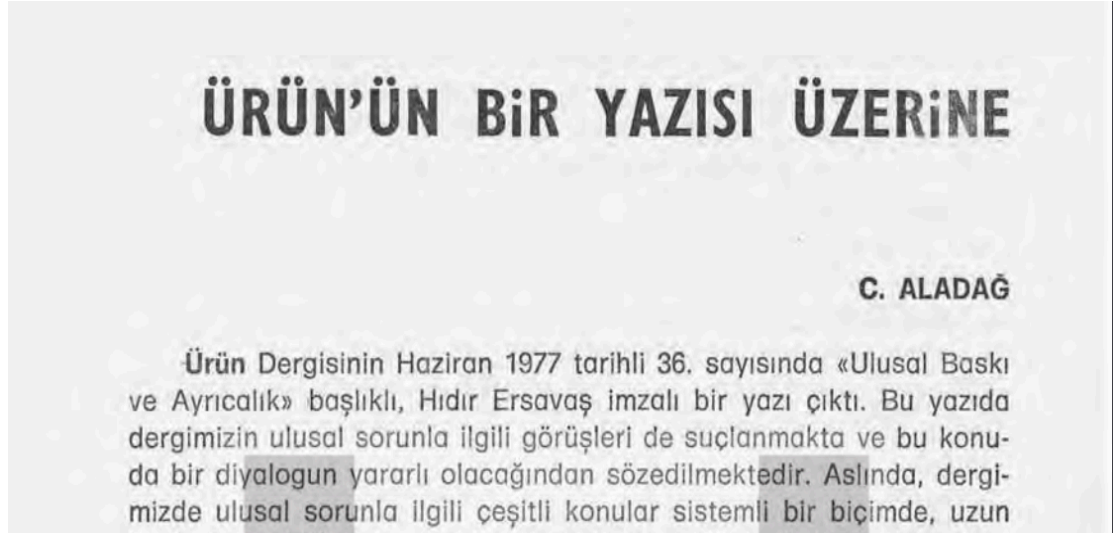 ÜRÜN'ÜN BİR YAZISI ÜZERİNE
C. ALADAĞ
Ürün Dergisinin Haziran 1977 tarihli 36. sayısında «Ulusal Baskı
ve Ayrıcalık» başlıklı, Hıdır Ersavaş imzalı bir yazı çıktı. Bu yazıda
dergimizin ulusal sorunla ilgili görüşleri de suçlanmakta ve bu konu-
da bir diyalogun yararlı olacağından sözedilmektedir. Aslında, dergi-
mizde ulusal sorunla ilgili çeşitli konular sistemli bir biçimde, uzun